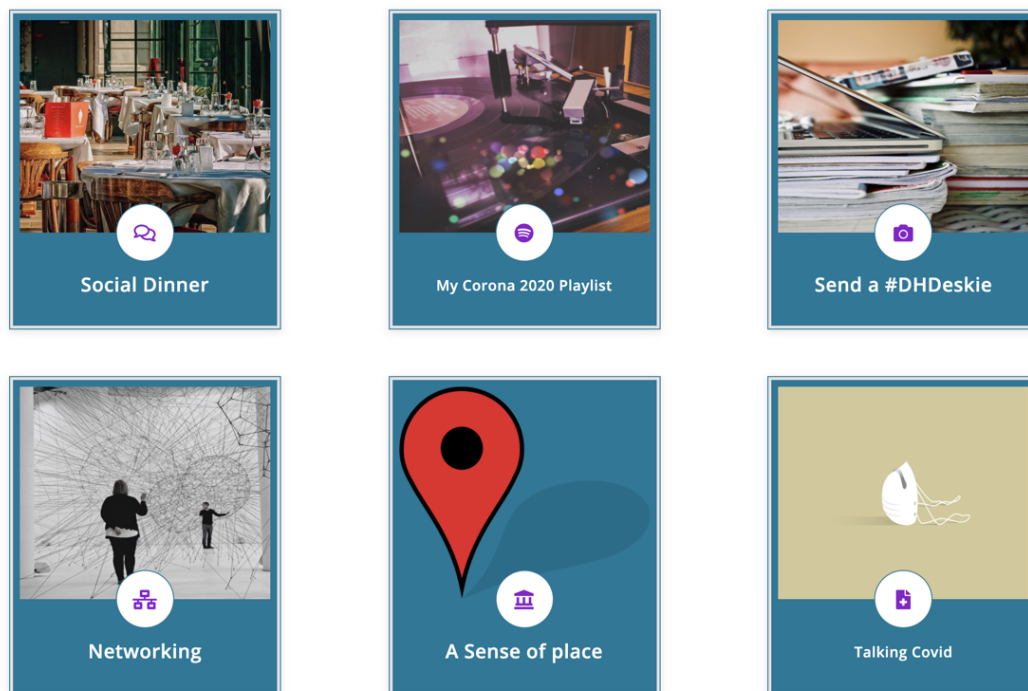 Social Dinner
My Corona 2020 Playlist
Send a #DHDeskie
Networking
A Sense of place
Talking Covid